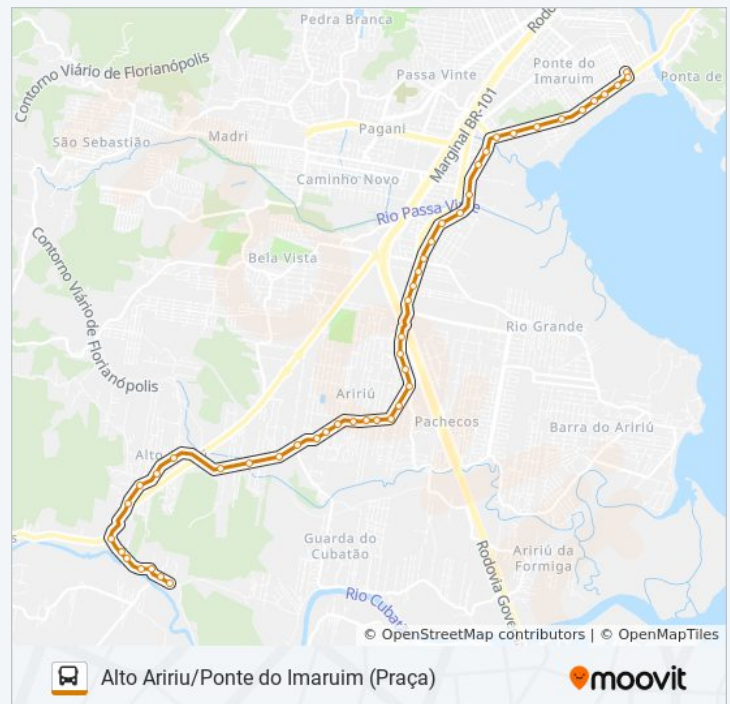 Pedra Branca
Rodo
Contorno Viário de Florianópolis
Passa Vinte
Ponte do
Imaruim
Ponta de
São Sebastião
Madri
Pagani
Marginal BR-101
Caminho Novo
Rio Passa Vinte
Contorno Viário de Florianópolis
Bela Vista
Rio Grande
Aririú
Pachecos
Barra do Aririú
Alto
Guarda do
Cubatão
Aririú da
Formiga
Rodovia Gove
Rio Cubatão
© OpenStreetMap contributors | © OpenMapTiles
Alto Aririu/Ponte do Imaruim (Praça)
moovit